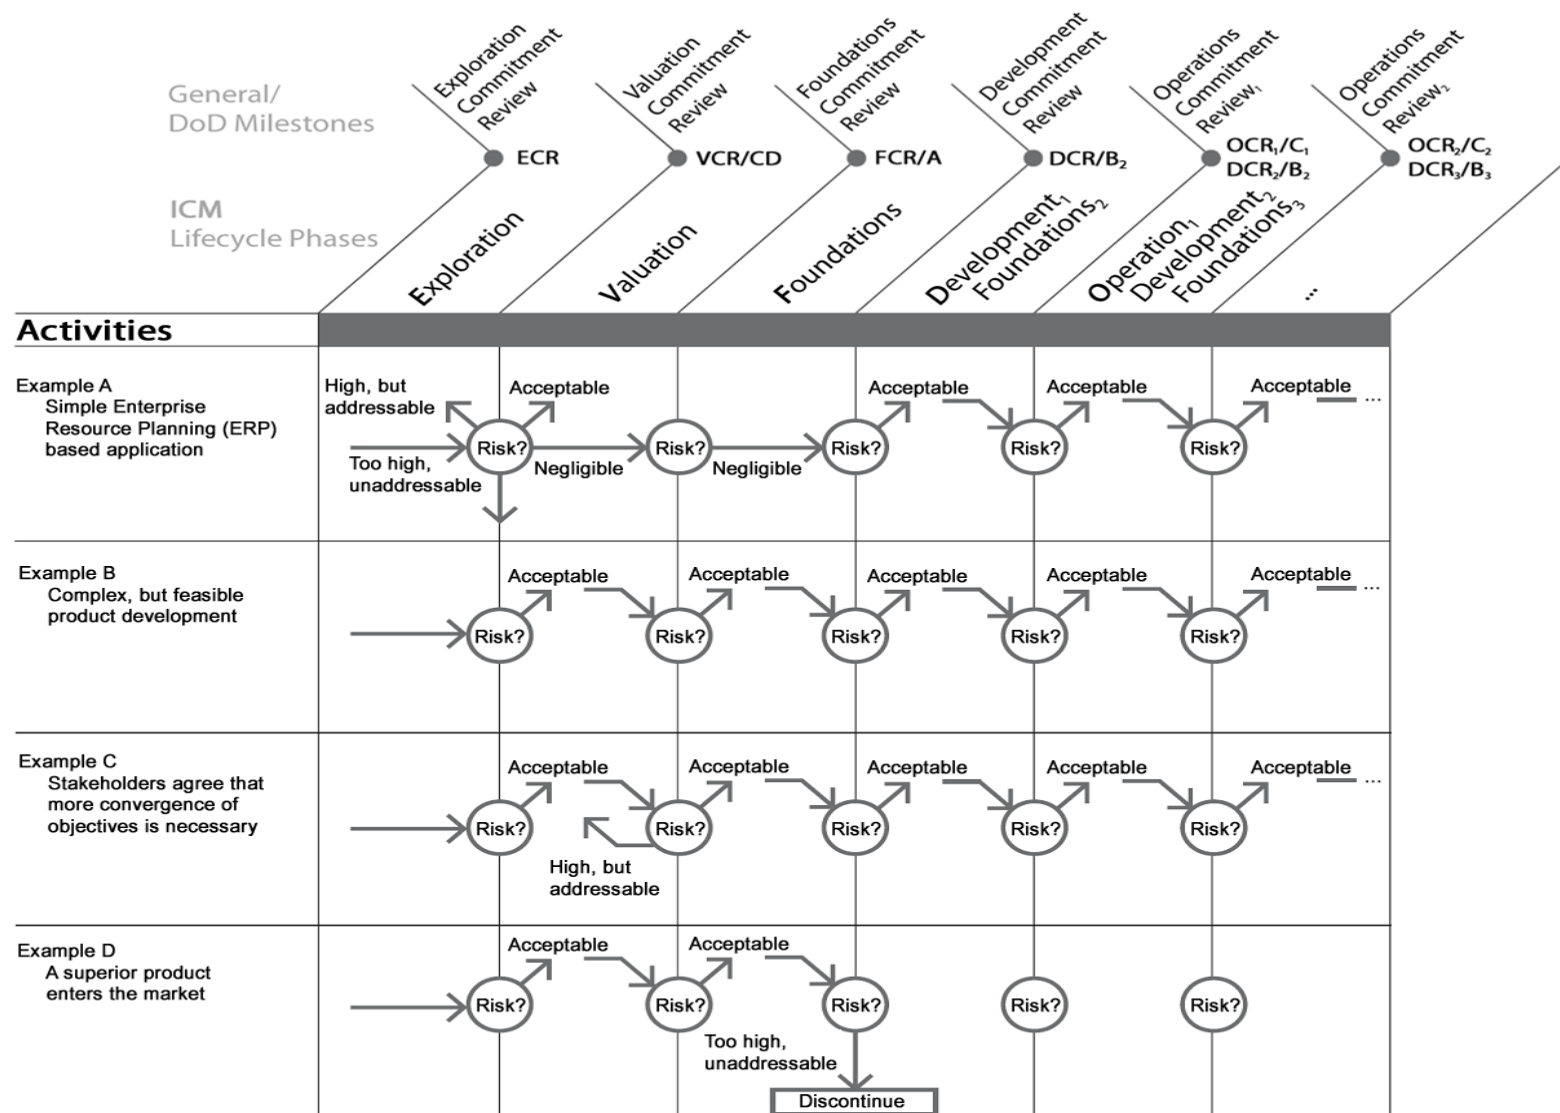 General/
DoD Milestones
Exploration
Commitment
Review
Valuation
Commitment
Review
Foundations
Commitment
Review
Development
Commitment
Review
Operations
Commitment
Review₁
Operations
Commitment
Review₂
ECR
VCR/CD
FCR/A
DCR/B₂
OCR₁/C₁
DCR₂/B₂
OCR₂/C₂
DCR₃/B₃
ICM
Lifecycle Phases
Exploration
Valuation
Foundations
Development₁
Foundations₂
Operation₁
Development₂
Foundations₃
...
Activities
Example A
Simple Enterprise
Resource Planning (ERP)
based application
High, but
addressable
Acceptable
Risk?
Too high,
unaddressable
Negligible
Risk?
Negligible
Risk?
Acceptable
Risk?
Acceptable
Risk?
Acceptable
...
Example B
Complex, but feasible
product development
Risk?
Acceptable
Risk?
Acceptable
Risk?
Acceptable
Risk?
Acceptable
Risk?
Acceptable
...
Example C
Stakeholders agree that
more convergence of
objectives is necessary
Risk?
Acceptable
High, but
addressable
Risk?
Acceptable
Risk?
Acceptable
Risk?
Acceptable
Risk?
Acceptable
...
Example D
A superior product
enters the market
Risk?
Acceptable
Risk?
Acceptable
Risk?
Too high,
unaddressable
Discontinue
Risk?
Risk?